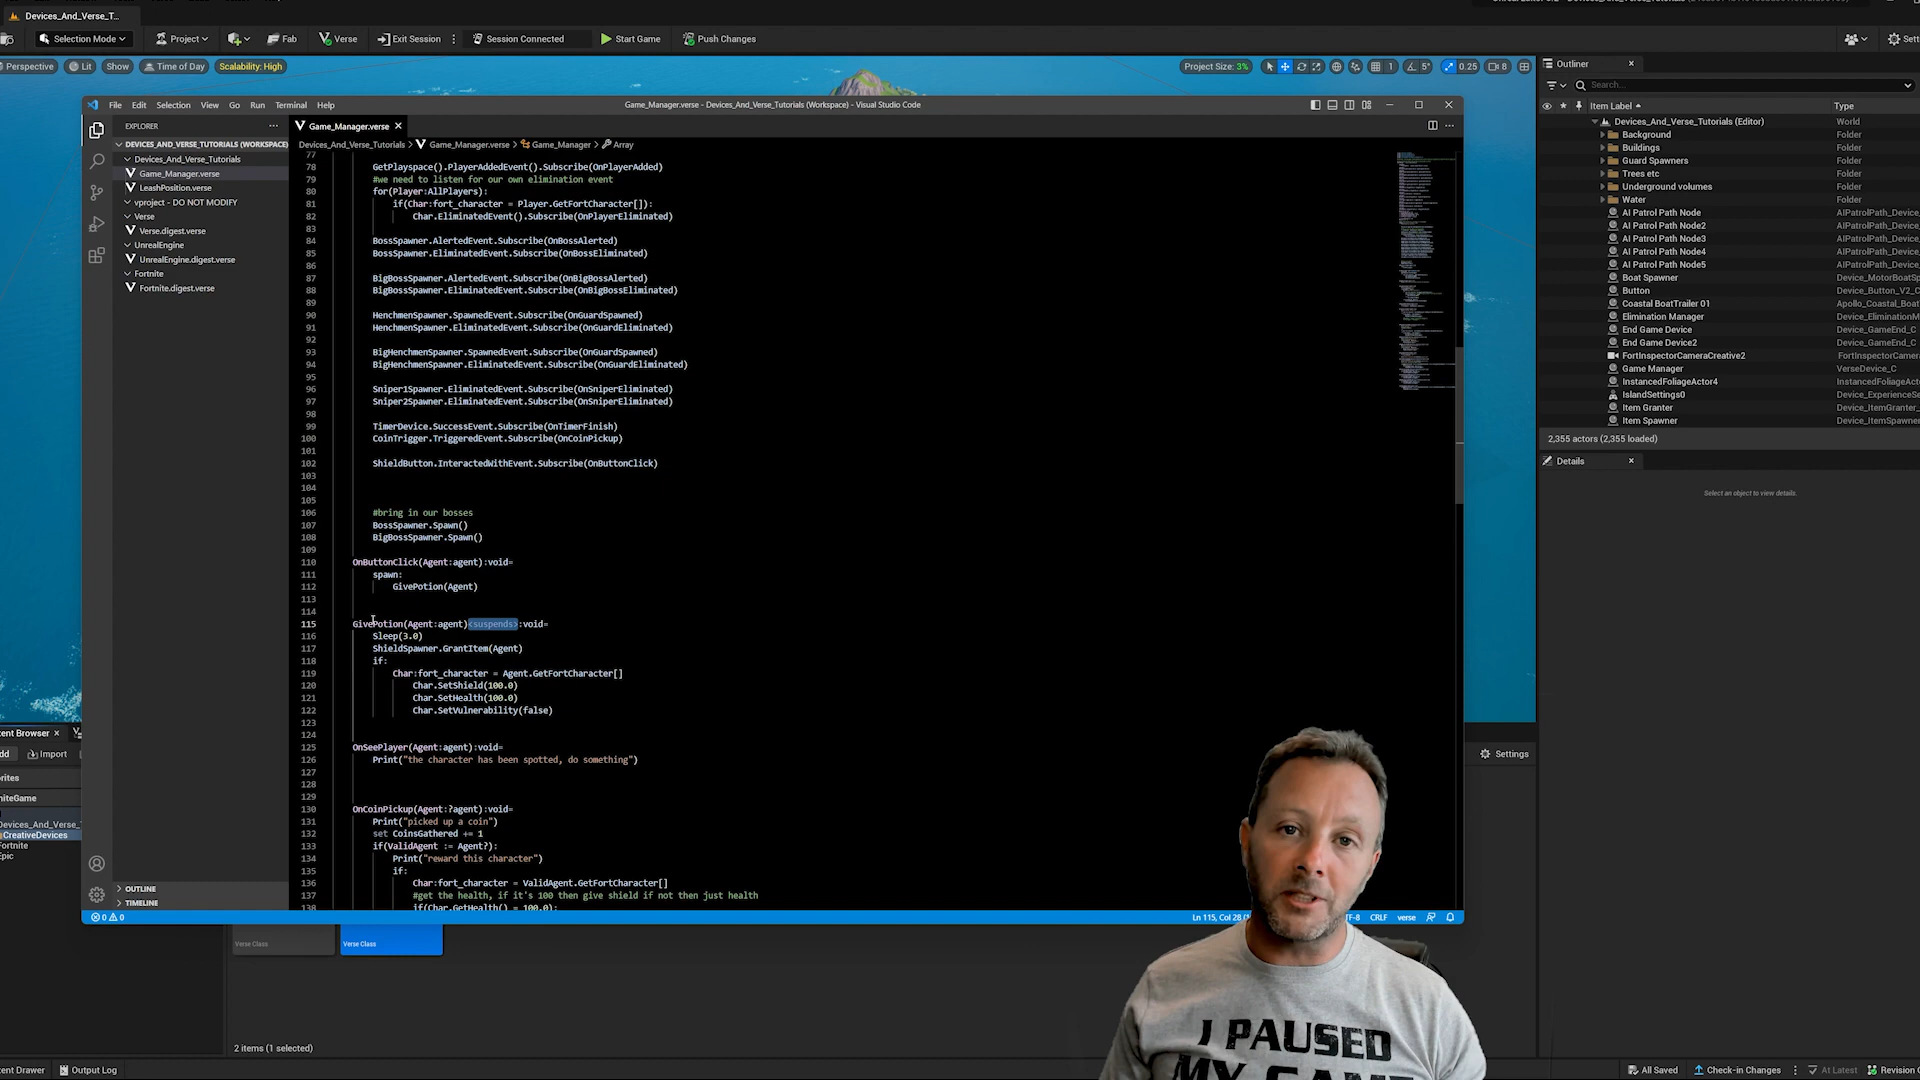 Devices_And_Verse_T...
Selection Mode
Project
Fab
Verse
Exit Session
Session Connected
Start Game
Push Changes
Perspective
Lit
Show
Time of Day
Scalability: High
Project Size: 3%
1
5°
0.25
8
File Edit Selection View Go Run Terminal Help
Game_Manager.verse - Devices_And_Verse_Tutorials (Workspace) - Visual Studio Code
EXPLORER
DEVICES_AND_VERSE_TUTORIALS (WORKSPACE)
Devices_And_Verse_Tutorials
Game_Manager.verse
LeashPosition.verse
vproject - DO NOT MODIFY
Verse
Verse.digest.verse
UnrealEngine
UnrealEngine.digest.verse
Fortnite
Fortnite.digest.verse
OUTLINE
TIMELINE
Game_Manager.verse
Devices_And_Verse_Tutorials > Game_Manager.verse > Game_Manager > Array
77
78 GetPlayspace().PlayerAddedEvent().Subscribe(OnPlayerAdded)
79 #we need to listen for our own elimination event
80 for(Player:AllPlayers):
81 if(Char:fort_character = Player.GetFortCharacter[]):
82 Char.EliminatedEvent().Subscribe(OnPlayerEliminated)
83
84 BossSpawner.AlertedEvent.Subscribe(OnBossAlerted)
85 BossSpawner.EliminatedEvent.Subscribe(OnBossEliminated)
86
87 BigBossSpawner.AlertedEvent.Subscribe(OnBigBossAlerted)
88 BigBossSpawner.EliminatedEvent.Subscribe(OnBigBossEliminated)
89
90 HenchmenSpawner.SpawnedEvent.Subscribe(OnGuardSpawned)
91 HenchmenSpawner.EliminatedEvent.Subscribe(OnGuardEliminated)
92
93 BigHenchmenSpawner.SpawnedEvent.Subscribe(OnGuardSpawned)
94 BigHenchmenSpawner.EliminatedEvent.Subscribe(OnGuardEliminated)
95
96 Sniper1Spawner.EliminatedEvent.Subscribe(OnSniperEliminated)
97 Sniper2Spawner.EliminatedEvent.Subscribe(OnSniperEliminated)
98
99 TimerDevice.SuccessEvent.Subscribe(OnTimerFinish)
100 CoinTrigger.TriggeredEvent.Subscribe(OnCoinPickup)
101
102 ShieldButton.InteractedWithEvent.Subscribe(OnButtonClick)
103
104
105
106 #bring in our bosses
107 BossSpawner.Spawn()
108 BigBossSpawner.Spawn()
109
110 OnButtonClick(Agent:agent):void=
111 spawn:
112 GivePotion(Agent)
113
114
115 GivePotion(Agent:agent)<suspends>:void=
116 Sleep(3.0)
117 ShieldSpawner.GrantItem(Agent)
118 if:
119 Char:fort_character = Agent.GetFortCharacter[]
120 Char.SetShield(100.0)
121 Char.SetHealth(100.0)
122 Char.SetVulnerability(false)
123
124
125 OnSeePlayer(Agent:agent):void=
126 Print("the character has been spotted, do something")
127
128
129
130 OnCoinPickup(Agent:?agent):void=
131 Print("picked up a coin")
132 set CoinsGathered += 1
133 if(ValidAgent := Agent?):
134 Print("reward this character")
135 if:
136 Char:fort_character = ValidAgent.GetFortCharacter[]
137 #get the health, if it's 100 then give shield if not then just health
138 if(Char.GetHealth() = 100.0):
0 0
Ln 115, Col 28 (
TF-8
CRLF
verse
Outliner
Search...
Item Label
Type
Devices_And_Verse_Tutorials (Editor) World
Background Folder
Buildings Folder
Guard Spawners Folder
Trees etc Folder
Underground volumes Folder
Water Folder
AI Patrol Path Node AIPatrolPath_Device
AI Patrol Path Node2 AIPatrolPath_Device_
AI Patrol Path Node3 AIPatrolPath_Device_
AI Patrol Path Node4 AIPatrolPath_Device_
AI Patrol Path Node5 AIPatrolPath_Device_
Boat Spawner Device_MotorBoatSp
Button Device_Button_V2_C
Coastal BoatTrailer 01 Apollo_Coastal_Boat
Elimination Manager Device_EliminationM
End Game Device Device_GameEnd_C
End Game Device2 Device_GameEnd_C
FortInspectorCameraCreative2 FortInspectorCamera
Game Manager VerseDevice_C
InstancedFoliageActor4 InstancedFoliageAct
IslandSettings0 Device_ExperienceSe
Item Granter Device_ItemGranter_
Item Spawner Device_ItemSpawner
2,355 actors (2,355 loaded)
Details
Select an object to view details.
tent Browser
dd
Import
Settings
orites
niteGame
Devices_And_Verse_
CreativeDevices
Fortnite
Epic
Verse Class
Verse Class
2 items (1 selected)
tent Drawer
Output Log
All Saved
Check-in Changes
At Latest
Revision C
I PAUSED
MY GAME